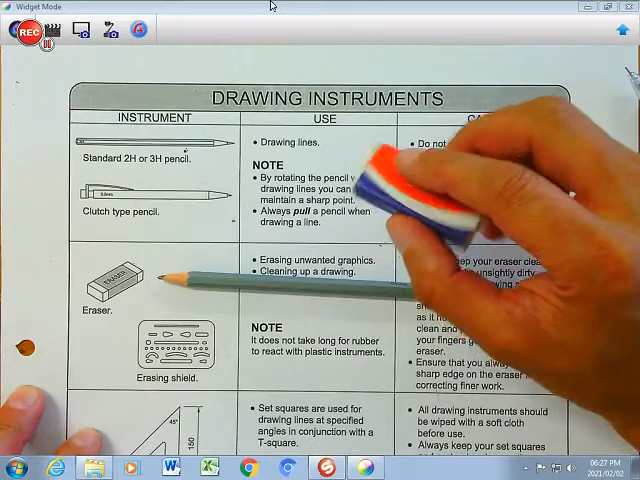 Widget Mode
REC
DRAWING INSTRUMENTS
INSTRUMENT
USE
Standard 2H or 3H pencil.
0.5mm
Clutch type pencil.
• Drawing lines.
NOTE
• By rotating the pencil
drawing lines you can
maintain a sharp point.
• Always pull a pencil when
drawing a line.
• Do not
ERASER
Eraser.
Erasing shield.
• Erasing unwanted graphics.
• Cleaning up a drawing.
NOTE
It does not take long for rubber
to react with plastic instruments.
keep your eraser
unsightly dirty
as it
clean and
your fingers
eraser.
• Ensure that you always
sharp edge on the eraser
correcting finer work.
45°
150
• Set squares are used for
drawing lines at specified
angles in conjunction with a
T-square.
• All drawing instruments should
be wiped with a soft cloth
before use.
• Always keep your set squares
06:27 PM
2021/02/02